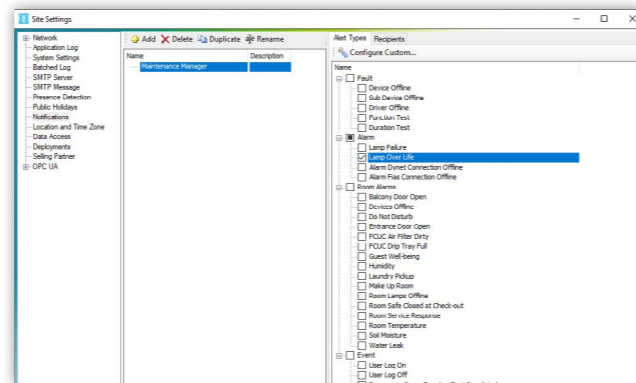 Site Settings
Network
Application Log
System Settings
Batched Log
SMTP Server
SMTP Message
Presence Detection
Public Holidays
Notifications
Location and Time Zone
Data Access
Deployments
Selling Partner
OPC UA
Add Delete Duplicate Rename
Name Description
Maintenance Manager
Alert Types Recipients
Configure Custom...
Name
Fault
Device Offline
Sub Device Offline
Driver Offline
Function Test
Duration Test
Alarm
Lamp Failure
Lamp Over Life
Alarm Dynet Connection Offline
Alarm Fias Connection Offline
Room Alarms
Balcony Door Open
Devices Offline
Do Not Disturb
Entrance Door Open
FCUC Air Filter Dirty
FCUC Drip Tray Full
Guest Well-being
Humidity
Laundry Pickup
Make Up Room
Room Lamps Offline
Room Safe Closed at Check-out
Room Service Response
Room Temperature
Soil Moisture
Water Leak
Event
User Log On
User Log Off